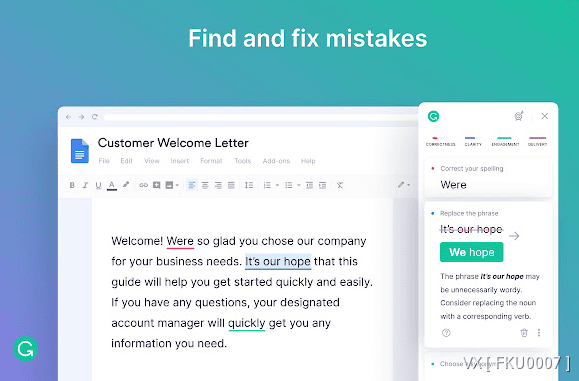 Find and fix mistakes
Customer Welcome Letter
File Edit View Insert Format Tools Add-ons Help
B I U A
Welcome! Were so glad you chose our company
for your business needs. It's our hope that this
guide will help you get started quickly and easily.
If you have any questions, your designated
account manager will quickly get you any
information you need.
CORRECTNESS CLARITY ENGAGEMENT DELIVERY
Correct your spelling
Were
Replace the phrase
It's our hope
We hope
The phrase It's our hope may
be unnecessarily wordy.
Consider replacing the noun
with a corresponding verb.
VX[FKU0007]